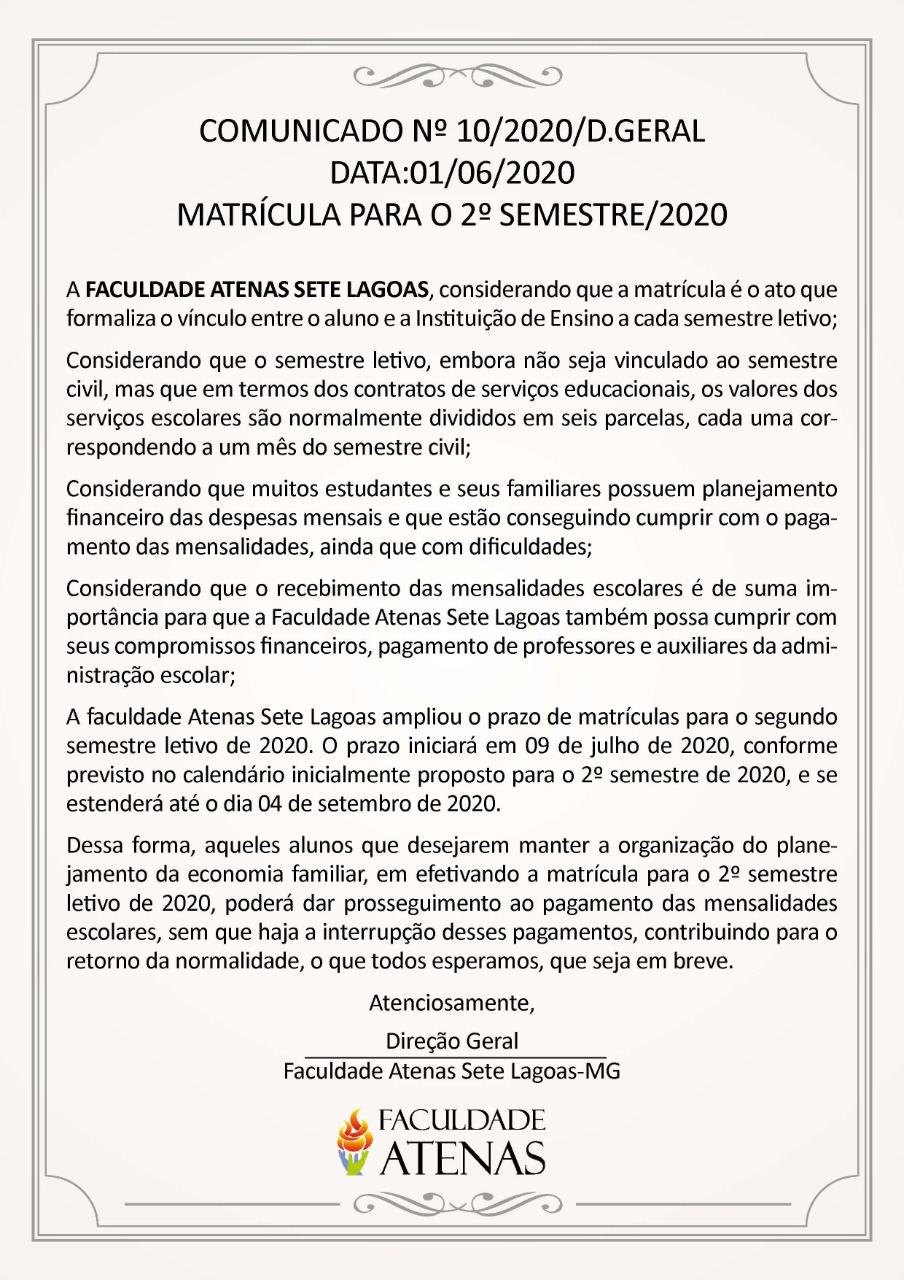 COMUNICADO Nº 10/2020/D.GERAL
DATA:01/06/2020
MATRÍCULA PARA O 2º SEMESTRE/2020
A FACULDADE ATENAS SETE LAGOAS, considerando que a matrícula é o ato que
formaliza o vínculo entre o aluno e a Instituição de Ensino a cada semestre letivo;
Considerando que o semestre letivo, embora não seja vinculado ao semestre
civil, mas que em termos dos contratos de serviços educacionais, os valores dos
serviços escolares são normalmente divididos em seis parcelas, cada uma cor-
respondendo a um mês do semestre civil;
Considerando que muitos estudantes e seus familiares possuem planejamento
financeiro das despesas mensais e que estão conseguindo cumprir com o paga-
mento das mensalidades, ainda que com dificuldades;
Considerando que o recebimento das mensalidades escolares é de suma im-
portância para que a Faculdade Atenas Sete Lagoas também possa cumprir com
seus compromissos financeiros, pagamento de professores e auxiliares da admi-
nistração escolar;
A faculdade Atenas Sete Lagoas ampliou o prazo de matrículas para o segundo
semestre letivo de 2020. O prazo iniciará em 09 de julho de 2020, conforme
previsto no calendário inicialmente proposto para o 2º semestre de 2020, e se
estenderá até o dia 04 de setembro de 2020.
Dessa forma, aqueles alunos que desejarem manter a organização do plane-
jamento da economia familiar, em efetivando a matrícula para o 2º semestre
letivo de 2020, poderá dar prosseguimento ao pagamento das mensalidades
escolares, sem que haja a interrupção desses pagamentos, contribuindo para o
retorno da normalidade, o que todos esperamos, que seja em breve.
Atenciosamente,
Direção Geral
Faculdade Atenas Sete Lagoas-MG
FACULDADE
ATENAS